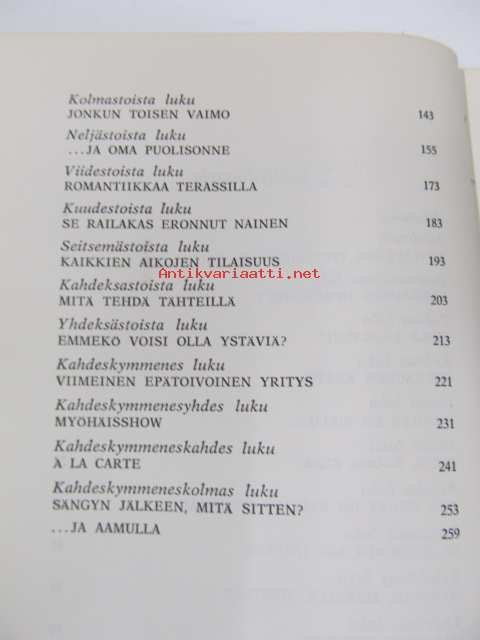 Kolmastoista luku
JONKUN TOISEN VAIMO 143
Neljästoista luku
...JA OMA PUOLISONNE 155
Viidestoista luku
ROMANTIIKKAA TERASSILLA 173
Kuudestoista luku
SE RAILAKAS ERONNUT NAINEN 183
Seitsemästoista luku
KAIKKIEN AIKOJEN TILAISUUS 193
Antikvariaatti.net
Kahdeksastoista luku
MITÄ TEHDÄ TÄHTEILLÄ 203
Yhdeksästoista luku
EMMEKÖ VOISI OLLA YSTÄVIÄ? 213
Kahdeskymmenes luku
VIIMEINEN EPÄTOIVOINEN YRITYS 221
Kahdeskymmenesyhdes luku
MYÖHÄISSHOW 231
Kahdeskymmeneskahdes luku
À LA CARTE 241
Kahdeskymmeneskolmas luku
SÄNGYN JÄLKEEN, MITÄ SITTEN? 253
...JA AAMULLA 259